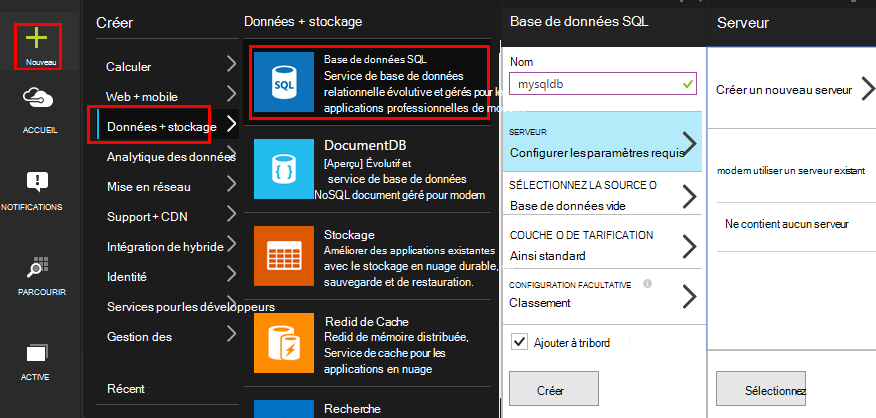 Nouveau
ACCUEIL
NOTIFICATIONS
PARCOURIR
ACTIVE
Créer
Calculer
Web + mobile
Données + stockage
Analytique des données
Mise en réseau
Support + CDN
Intégration de hybride
Identité
Services pour les développeurs
Gestion des
Récent
Données + stockage
Base de données SQL
Service de base de données
relationnelle évolutive et gérés pour le
applications professionnelles de
SQL
DocumentDB
[Aperçu] Évolutif et
service de base de données
NoSQL document géré pour modem
Stockage
Améliorer des applications existantes
avec le stockage en nuage durable,
sauvegarde et de restauration.
Redid de Cache
Redid de mémoire distribuée,
Service de cache pour les
applications en nuage
Recherche
Base de données SQL
Nom
mysqldb
SERVEUR
Configurer les paramètres requis
SÉLECTIONNEZ LA SOURCE O
Base de données vide
COUCHE O DE TARIFICATION
Ainsi standard
CONFIGURATION FACULTATIVE
Classement
Ajouter à tribord
Créer
Serveur
Créer un nouveau serveur
modem utiliser un serveur existant
Ne contient aucun serveur
Sélectionnez